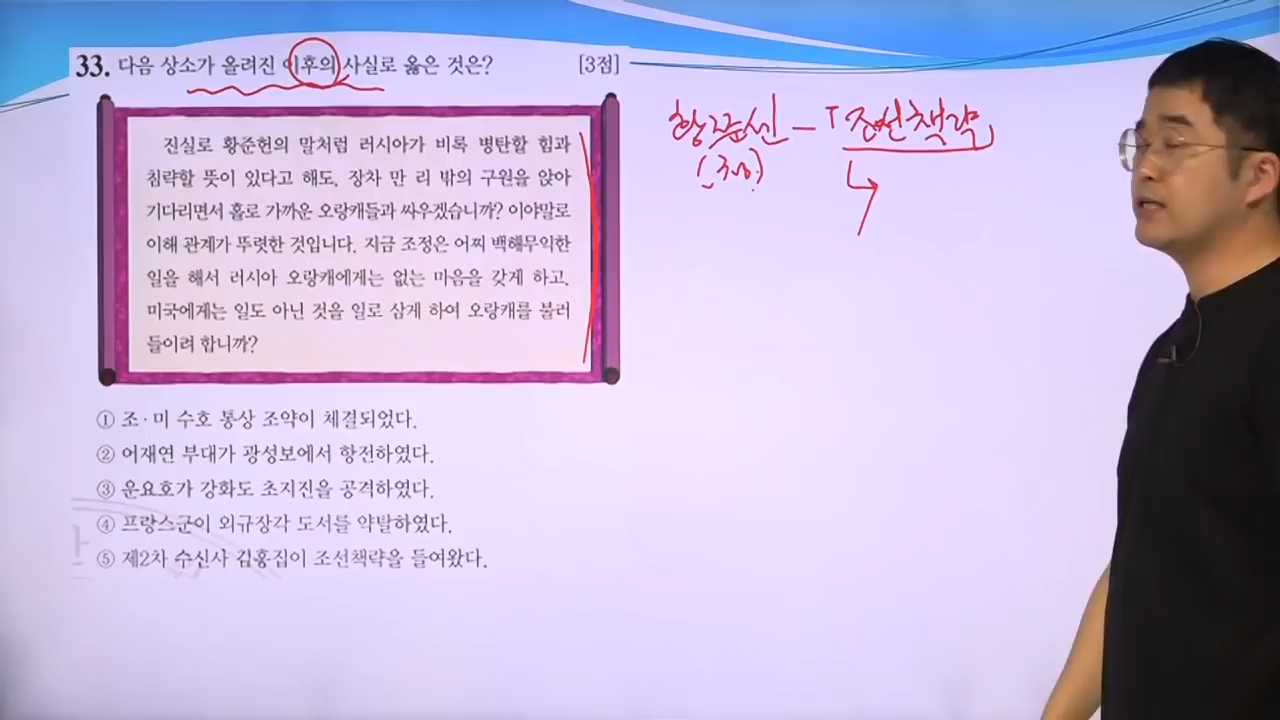 33. 다음 상소가 올려진 이후의 사실로 옳은 것은? [3점]
진실로 황준헌의 말처럼 러시아가 비록 병탄할 힘과
침략할 뜻이 있다고 해도, 장차 만 리 밖의 구원을 앉아
기다리면서 홀로 가까운 오랑캐들과 싸우겠습니까? 이야말로
이해 관계가 뚜렷한 것입니다. 지금 조정은 어찌 백해무익한
일을 해서 러시아 오랑캐에게는 없는 마음을 갖게 하고,
미국에게는 일도 아닌 것을 일로 삼게 하여 오랑캐를 불러
들이려 합니까?
① 조·미 수호 통상 조약이 체결되었다.
② 어재연 부대가 광성보에서 항전하였다.
③ 운요호가 강화도 초지진을 공격하였다.
④ 프랑스군이 외규장각 도서를 약탈하였다.
⑤ 제2차 수신사 김홍집이 조선책략을 들여왔다.
황준센 - 「조선책략」